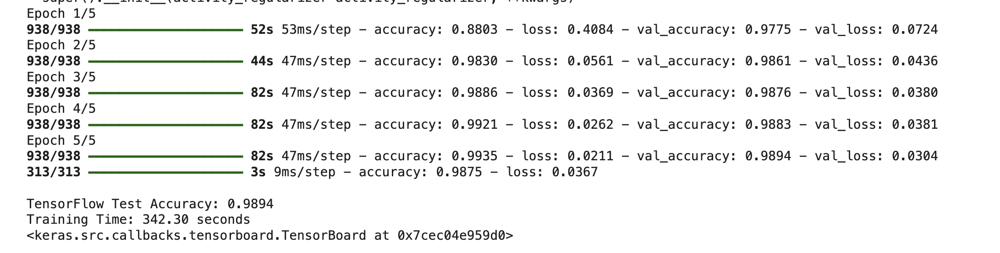 super().__init__(activity_regularizer=activity_regularizer, **kwargs)
Epoch 1/5
938/938 ━━━━━━━━━━━━━━━━━━━━ 52s 53ms/step - accuracy: 0.8803 - loss: 0.4084 - val_accuracy: 0.9775 - val_loss: 0.0724
Epoch 2/5
938/938 ━━━━━━━━━━━━━━━━━━━━ 44s 47ms/step - accuracy: 0.9830 - loss: 0.0561 - val_accuracy: 0.9861 - val_loss: 0.0436
Epoch 3/5
938/938 ━━━━━━━━━━━━━━━━━━━━ 82s 47ms/step - accuracy: 0.9886 - loss: 0.0369 - val_accuracy: 0.9876 - val_loss: 0.0380
Epoch 4/5
938/938 ━━━━━━━━━━━━━━━━━━━━ 82s 47ms/step - accuracy: 0.9921 - loss: 0.0262 - val_accuracy: 0.9883 - val_loss: 0.0381
Epoch 5/5
938/938 ━━━━━━━━━━━━━━━━━━━━ 82s 47ms/step - accuracy: 0.9935 - loss: 0.0211 - val_accuracy: 0.9894 - val_loss: 0.0304
313/313 ━━━━━━━━━━━━━━━━━━━━ 3s 9ms/step - accuracy: 0.9875 - loss: 0.0367
TensorFlow Test Accuracy: 0.9894
Training Time: 342.30 seconds
<keras.src.callbacks.tensorboard.TensorBoard at 0x7cec04e959d0>